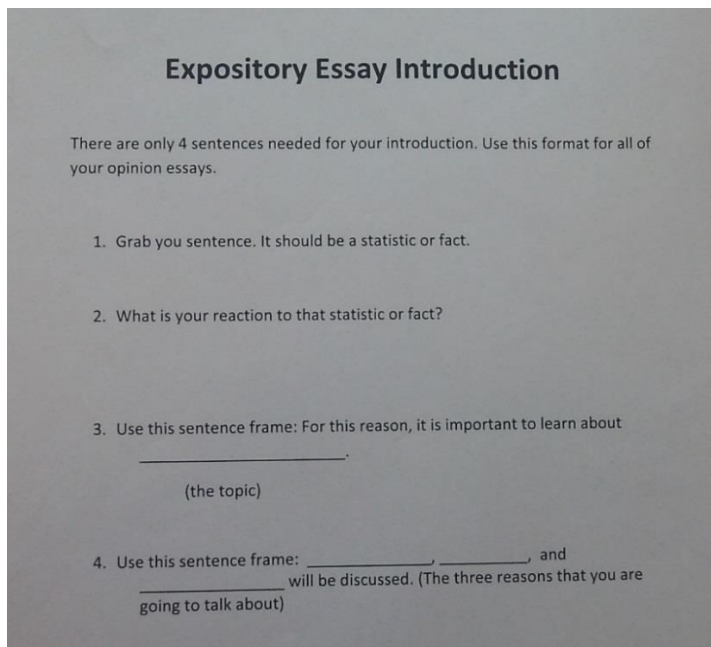 Expository Essay Introduction
There are only 4 sentences needed for your introduction. Use this format for all of
your opinion essays.
1. Grab you sentence. It should be a statistic or fact.
2. What is your reaction to that statistic or fact?
3. Use this sentence frame: For this reason, it is important to learn about
____________________.
(the topic)
4. Use this sentence frame: ____________, _________, and
______________ will be discussed. (The three reasons that you are
going to talk about)